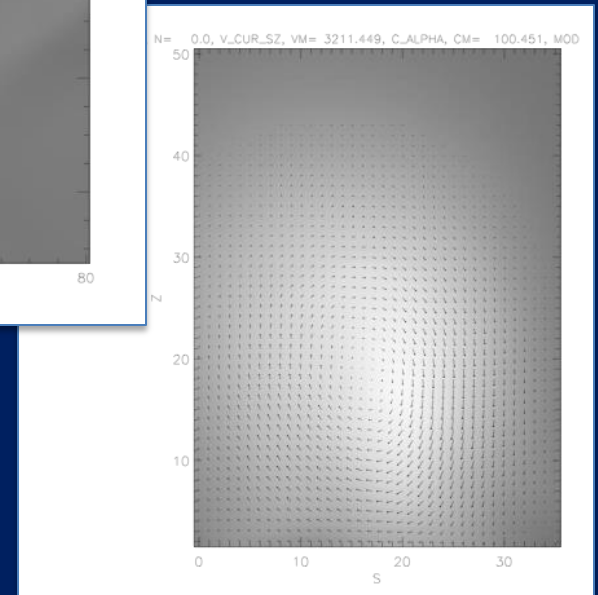 N= 0.0, V_CUR_SZ, VM= 3211.449, C_ALPHA, CM= 100.451, MOD
50
40
30
20
10
Z
0 10 20 30
S
80